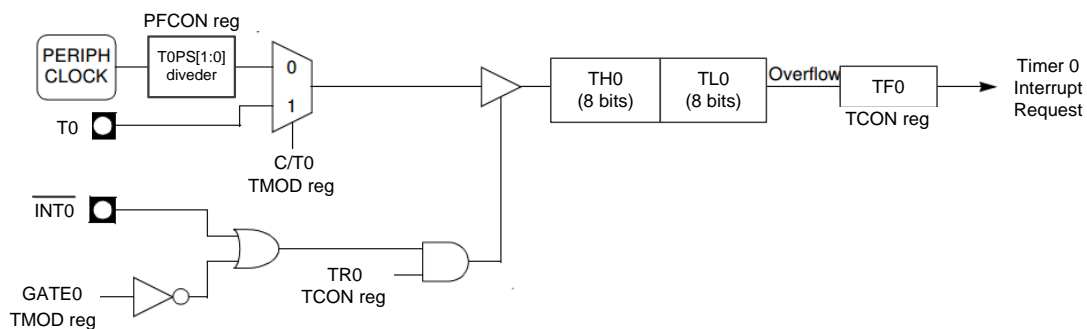 PFCON reg
PERIPH
CLOCK
T0PS[1:0]
diveder
0
1
T0
C/T0
TMOD reg
TH0
(8 bits)
TL0
(8 bits)
Overflow
TF0
TCON reg
Timer 0
Interrupt
Request
INT0
GATE0
TMOD reg
TR0
TCON reg